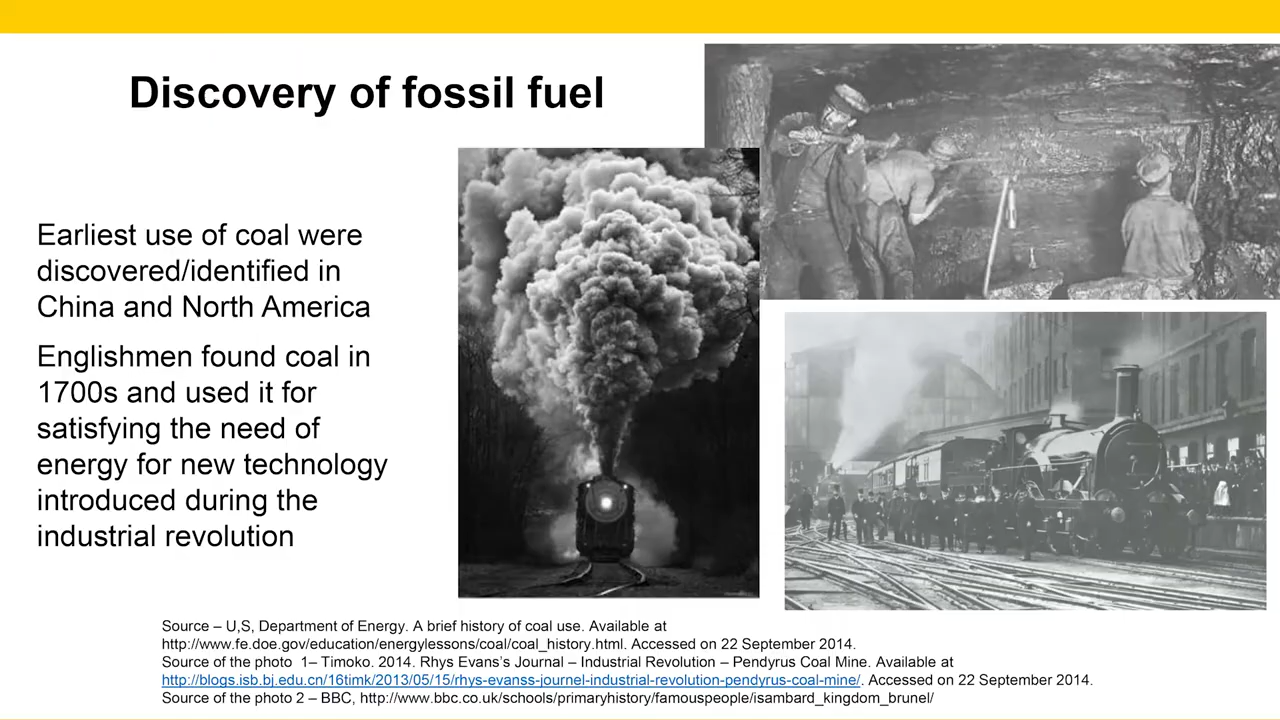 Discovery of fossil fuel
Earliest use of coal were
discovered/identified in
China and North America
Englishmen found coal in
1700s and used it for
satisfying the need of
energy for new technology
introduced during the
industrial revolution
Source – U,S, Department of Energy. A brief history of coal use. Available at
http://www.fe.doe.gov/education/energylessons/coal/coal_history.html. Accessed on 22 September 2014.
Source of the photo 1– Timoko. 2014. Rhys Evans’s Journal – Industrial Revolution – Pendyrus Coal Mine. Available at
http://blogs.isb.bj.edu.cn/16timk/2013/05/15/rhys-evanss-journel-industrial-revolution-pendyrus-coal-mine/. Accessed on 22 September 2014.
Source of the photo 2 – BBC, http://www.bbc.co.uk/schools/primaryhistory/famouspeople/isambard_kingdom_brunel/